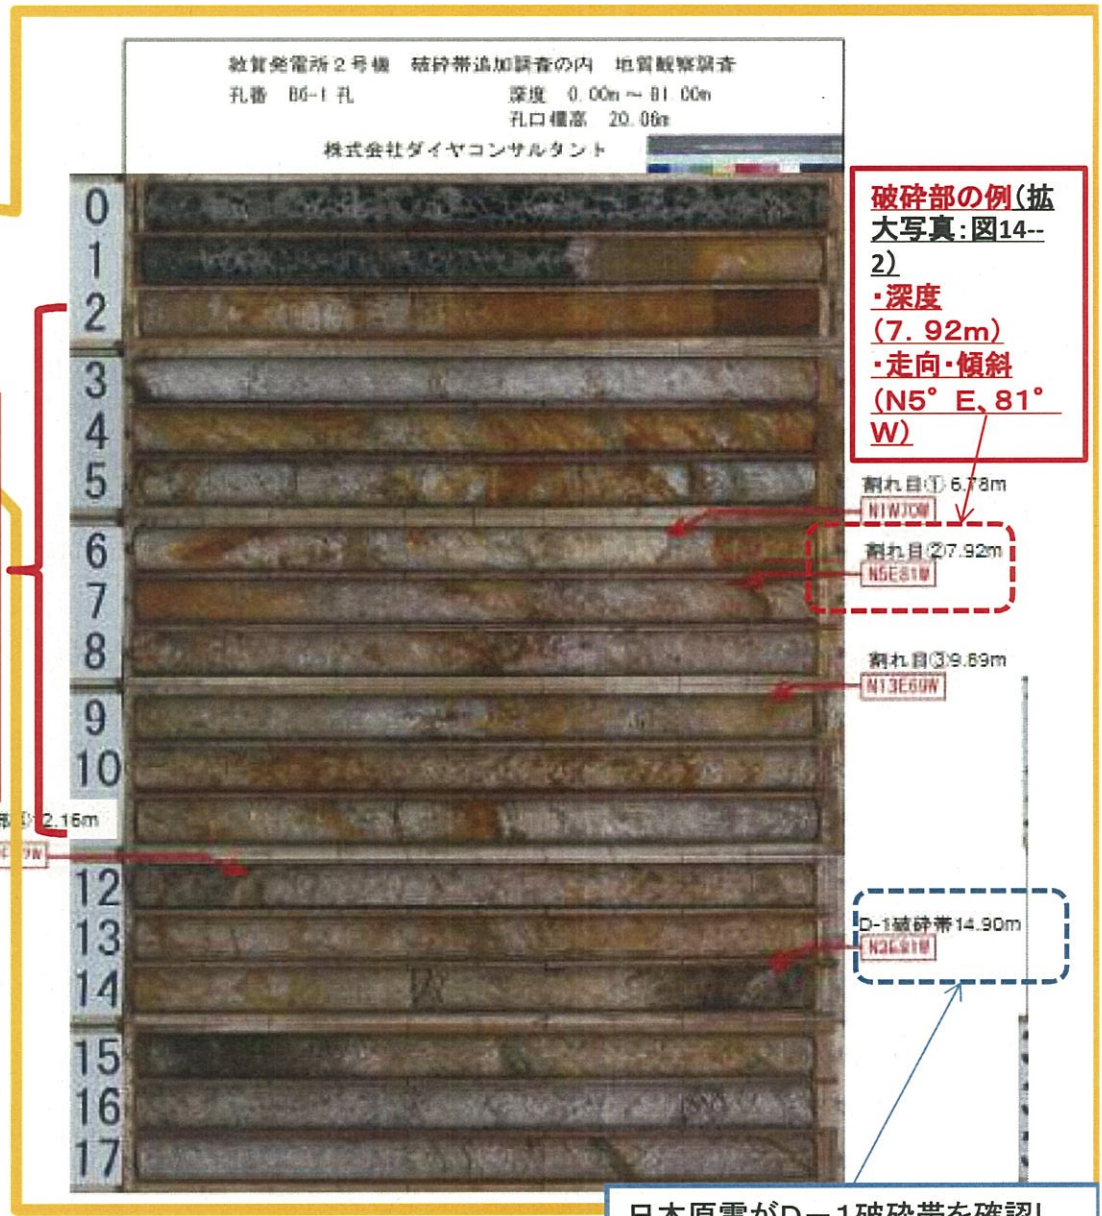 敦賀発電所2号機 破砕帯追加調査の内 地質観察調査
孔番 B6-1 孔 深度 0.00m~81.00m
孔口標高 20.06m
株式会社ダイヤコンサルタント
0
1
2
3
4
5
6
7
8
9
10
12
13
14
15
16
17
破砕部の例(拡
大写真:図14--
2)
・深度
(7.92m)
・走向・傾斜
(N5°E、81°
W)
割れ目① 6.78m
N1W70W
割れ目②7.92m
N5E81W
割れ目③9.69m
N13E69W
2.16m
D-1破砕帯14.90m
日本原電がD-1破砕帯を確認し